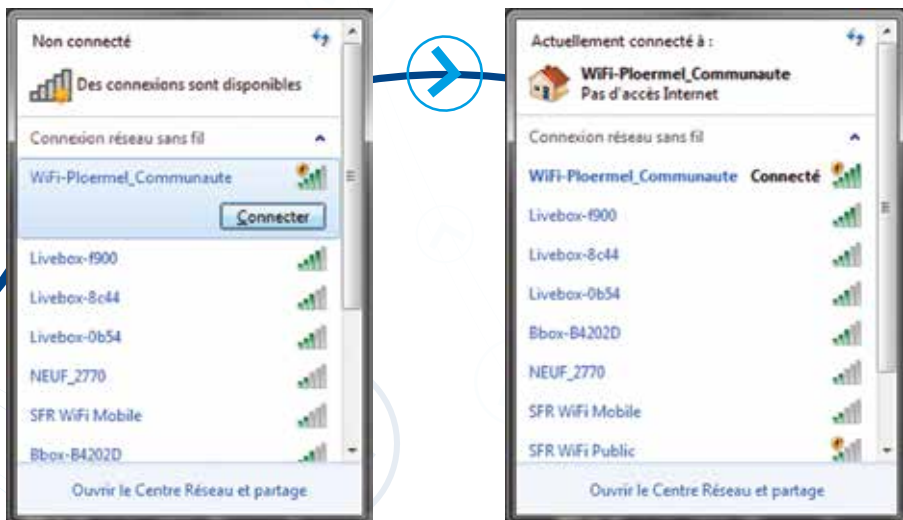 Non connecté
Des connexions sont disponibles
Connexion réseau sans fil
WiFi-Ploermel_Communaute
Connecter
Livebox-f900
Livebox-8c44
Livebox-0b54
NEUF_2770
SFR WiFi Mobile
Bbox-B4202D
Ouvrir le Centre Réseau et partage
Actuellement connecté à :
WiFi-Ploermel_Communaute
Pas d'accès Internet
Connexion réseau sans fil
WiFi-Ploermel_Communaute Connecté
Livebox-f900
Livebox-8c44
Livebox-0b54
Bbox-B4202D
NEUF_2770
SFR WiFi Mobile
SFR WiFi Public
Ouvrir le Centre Réseau et partage